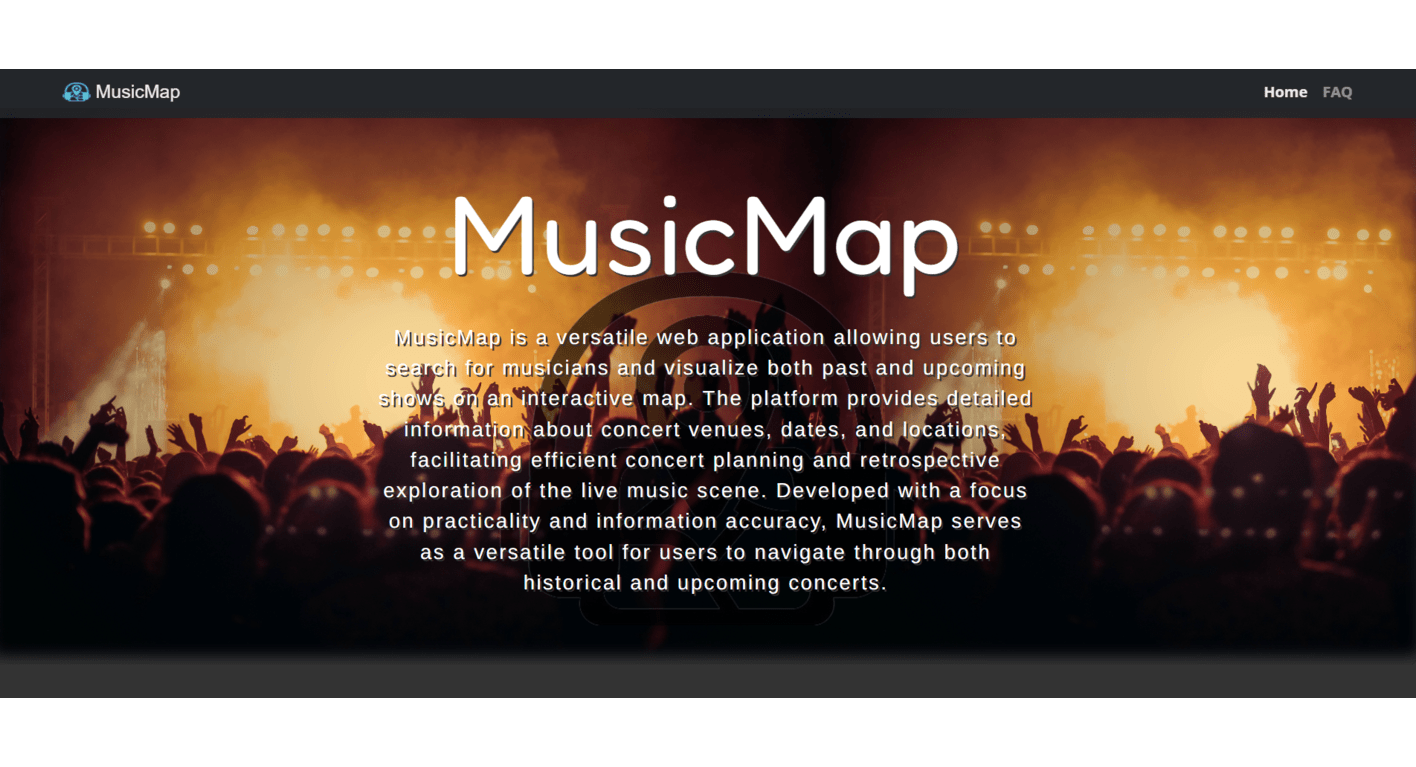 MusicMap
Home FAQ
MusicMap
MusicMap is a versatile web application allowing users to
search for musicians and visualize both past and upcoming
shows on an interactive map. The platform provides detailed
information about concert venues, dates, and locations,
facilitating efficient concert planning and retrospective
exploration of the live music scene. Developed with a focus
on practicality and information accuracy, MusicMap serves
as a versatile tool for users to navigate through both
historical and upcoming concerts.